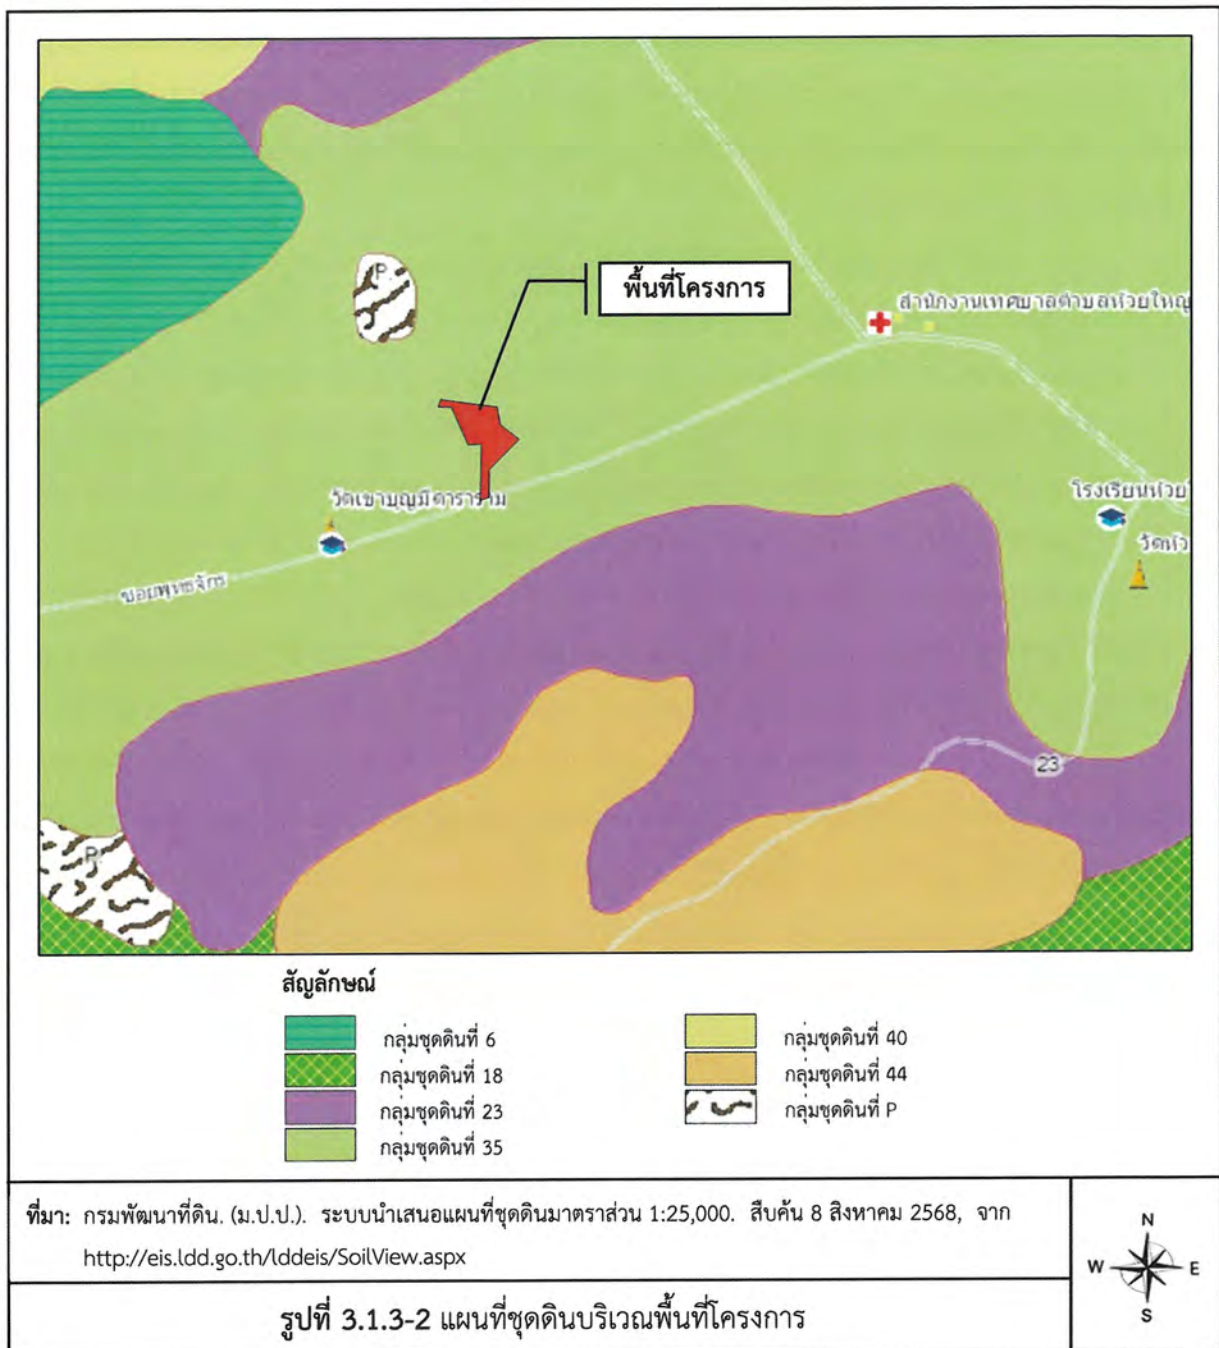 P
พื้นที่โครงการ
สำนักงานเทศบาลตำบลห้วยใหญ่
วัดเขาบุญมีดาราราม
โรงเรียนห้วย
วัดห้ว
ซอยพุทธจักร
23
P
สัญลักษณ์
กลุ่มชุดดินที่ 6
กลุ่มชุดดินที่ 18
กลุ่มชุดดินที่ 23
กลุ่มชุดดินที่ 35
กลุ่มชุดดินที่ 40
กลุ่มชุดดินที่ 44
กลุ่มชุดดินที่ P
ที่มา: กรมพัฒนาที่ดิน. (ม.ป.ป.). ระบบนำเสนอแผนที่ชุดดินมาตราส่วน 1:25,000. สืบค้น 8 สิงหาคม 2568, จาก
http://eis.ldd.go.th/lddeis/SoilView.aspx
N
W E
S
รูปที่ 3.1.3-2 แผนที่ชุดดินบริเวณพื้นที่โครงการ